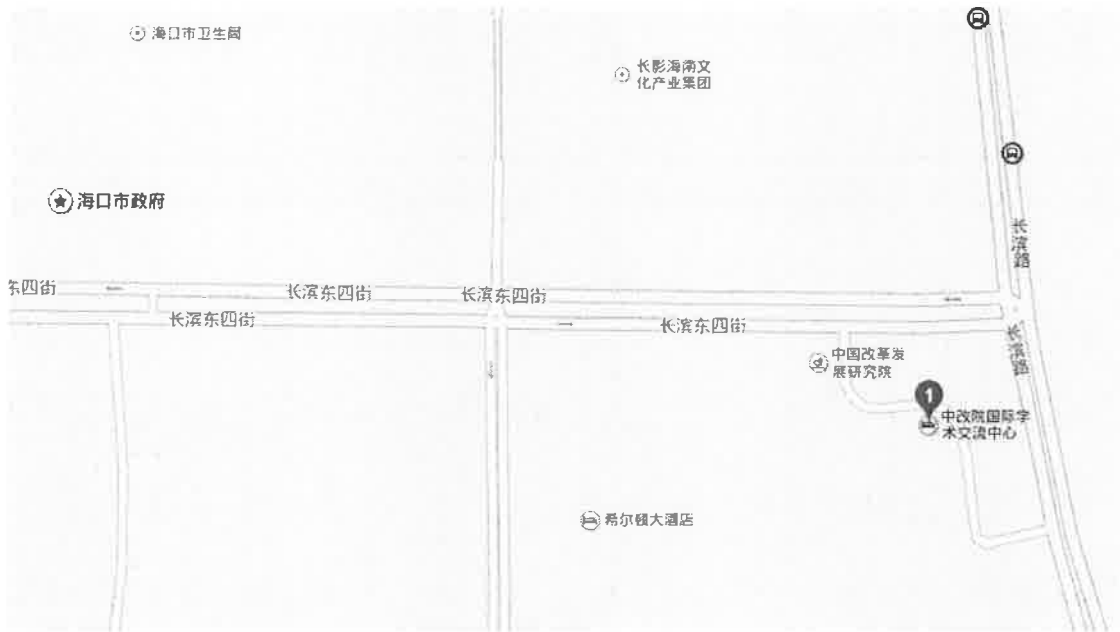 海口市卫生局
长影海南文
化产业集团
海口市政府
长滨路
东四街
长滨东四街
长滨东四街
长滨东四街
长滨东四街
长滨路
中国改革发
展研究院
1
中改院国际学
术交流中心
希尔顿大酒店